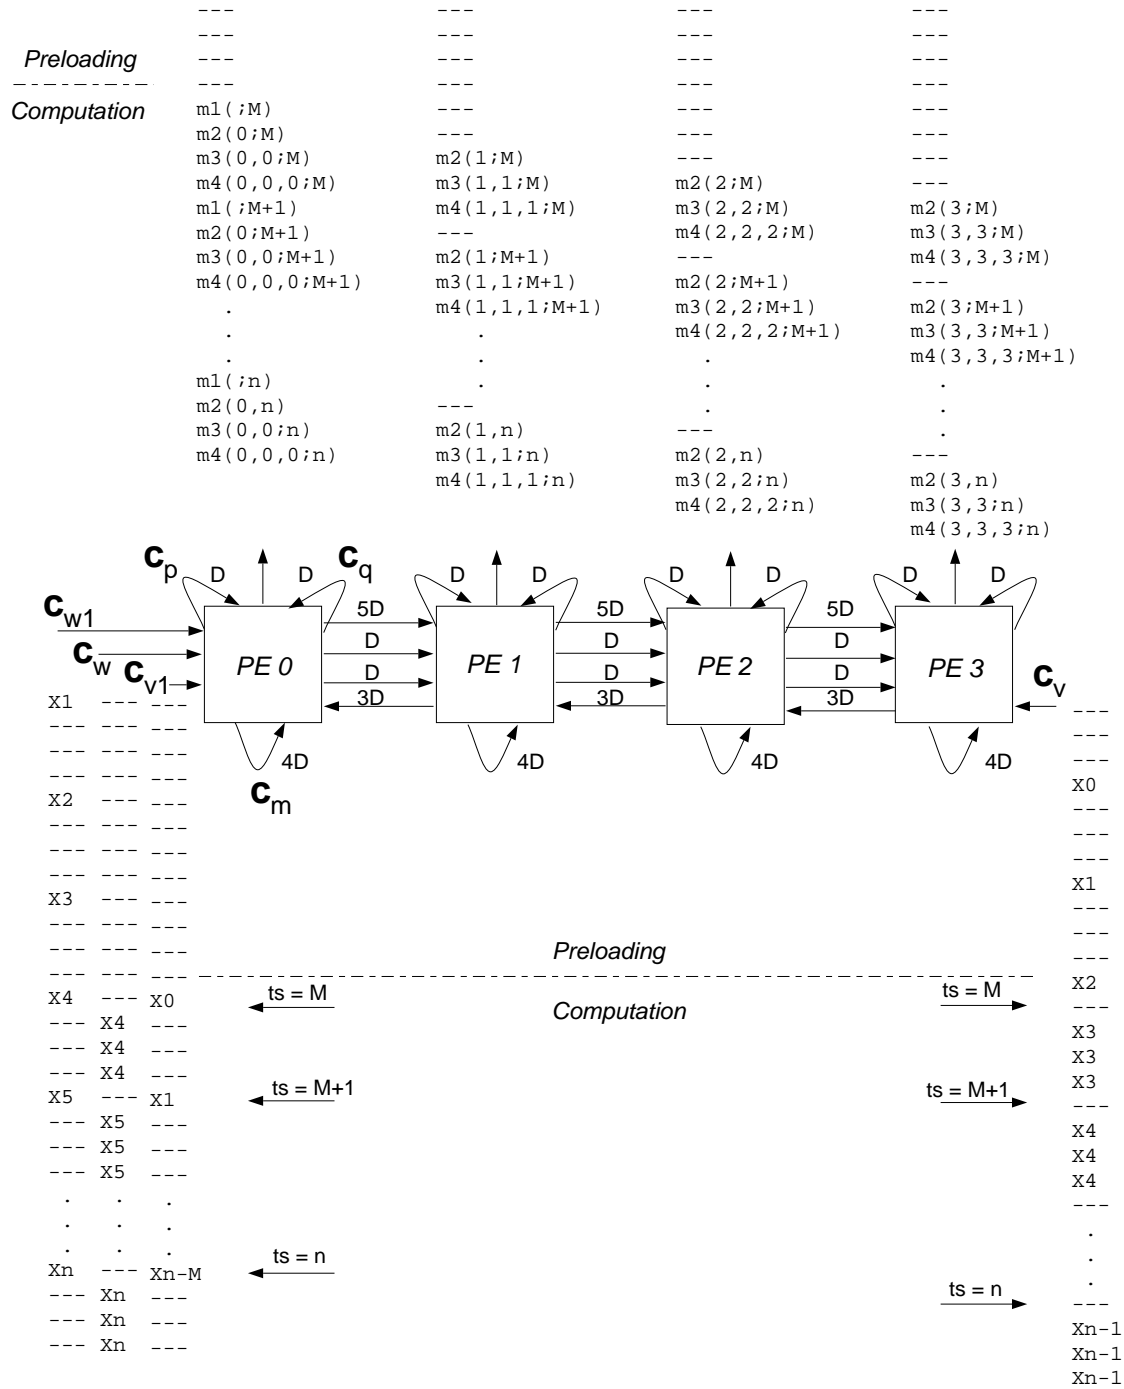 --- --- --- ---
--- --- --- ---
Preloading --- --- --- ---
--- --- --- ---
Computation m1(;M) --- --- ---
m2(0;M) --- --- ---
m3(0,0;M) m2(1;M) --- ---
m4(0,0,0;M) m3(1,1;M) m2(2;M) ---
m1(;M+1) m4(1,1,1;M) m3(2,2;M) m2(3;M)
m2(0;M+1) --- m4(2,2,2;M) m3(3,3;M)
m3(0,0;M+1) m2(1;M+1) --- m4(3,3,3;M)
m4(0,0,0;M+1) m3(1,1;M+1) m2(2;M+1) ---
. m4(1,1,1;M+1) m3(2,2;M+1) m2(3;M+1)
. . m4(2,2,2;M+1) m3(3,3;M+1)
. . . m4(3,3,3;M+1)
m1(;n) . . .
m2(0,n) --- . .
m3(0,0;n) m2(1,n) --- .
m4(0,0,0;n) m3(1,1;n) m2(2,n) ---
m4(1,1,1;n) m3(2,2;n) m2(3,n)
m4(2,2,2;n) m3(3,3;n)
m4(3,3,3;n)
Cp D D Cq D D D D D D
Cw1 5D 5D 5D
Cw PE 0 D PE 1 D PE 2 D PE 3
Cv1 D D D Cv
X1 --- --- 3D 3D 3D ---
--- --- --- ---
--- --- --- 4D 4D 4D 4D ---
--- --- --- Cm X0
X2 --- --- ---
--- --- --- ---
--- --- --- ---
--- --- --- X1
X3 --- --- ---
--- --- --- ---
--- --- --- Preloading ---
--- --- --- X2
X4 --- X0 ts = M Computation ts = M ---
--- X4 --- X3
--- X4 --- X3
--- X4 --- X3
X5 --- X1 ts = M+1 ts = M+1 ---
--- X5 --- X4
--- X5 --- X4
--- X5 --- X4
. . . ---
. . . .
. . . .
Xn --- Xn-M ts = n .
--- Xn --- ts = n ---
--- Xn --- Xn-1
--- Xn --- Xn-1
Xn-1